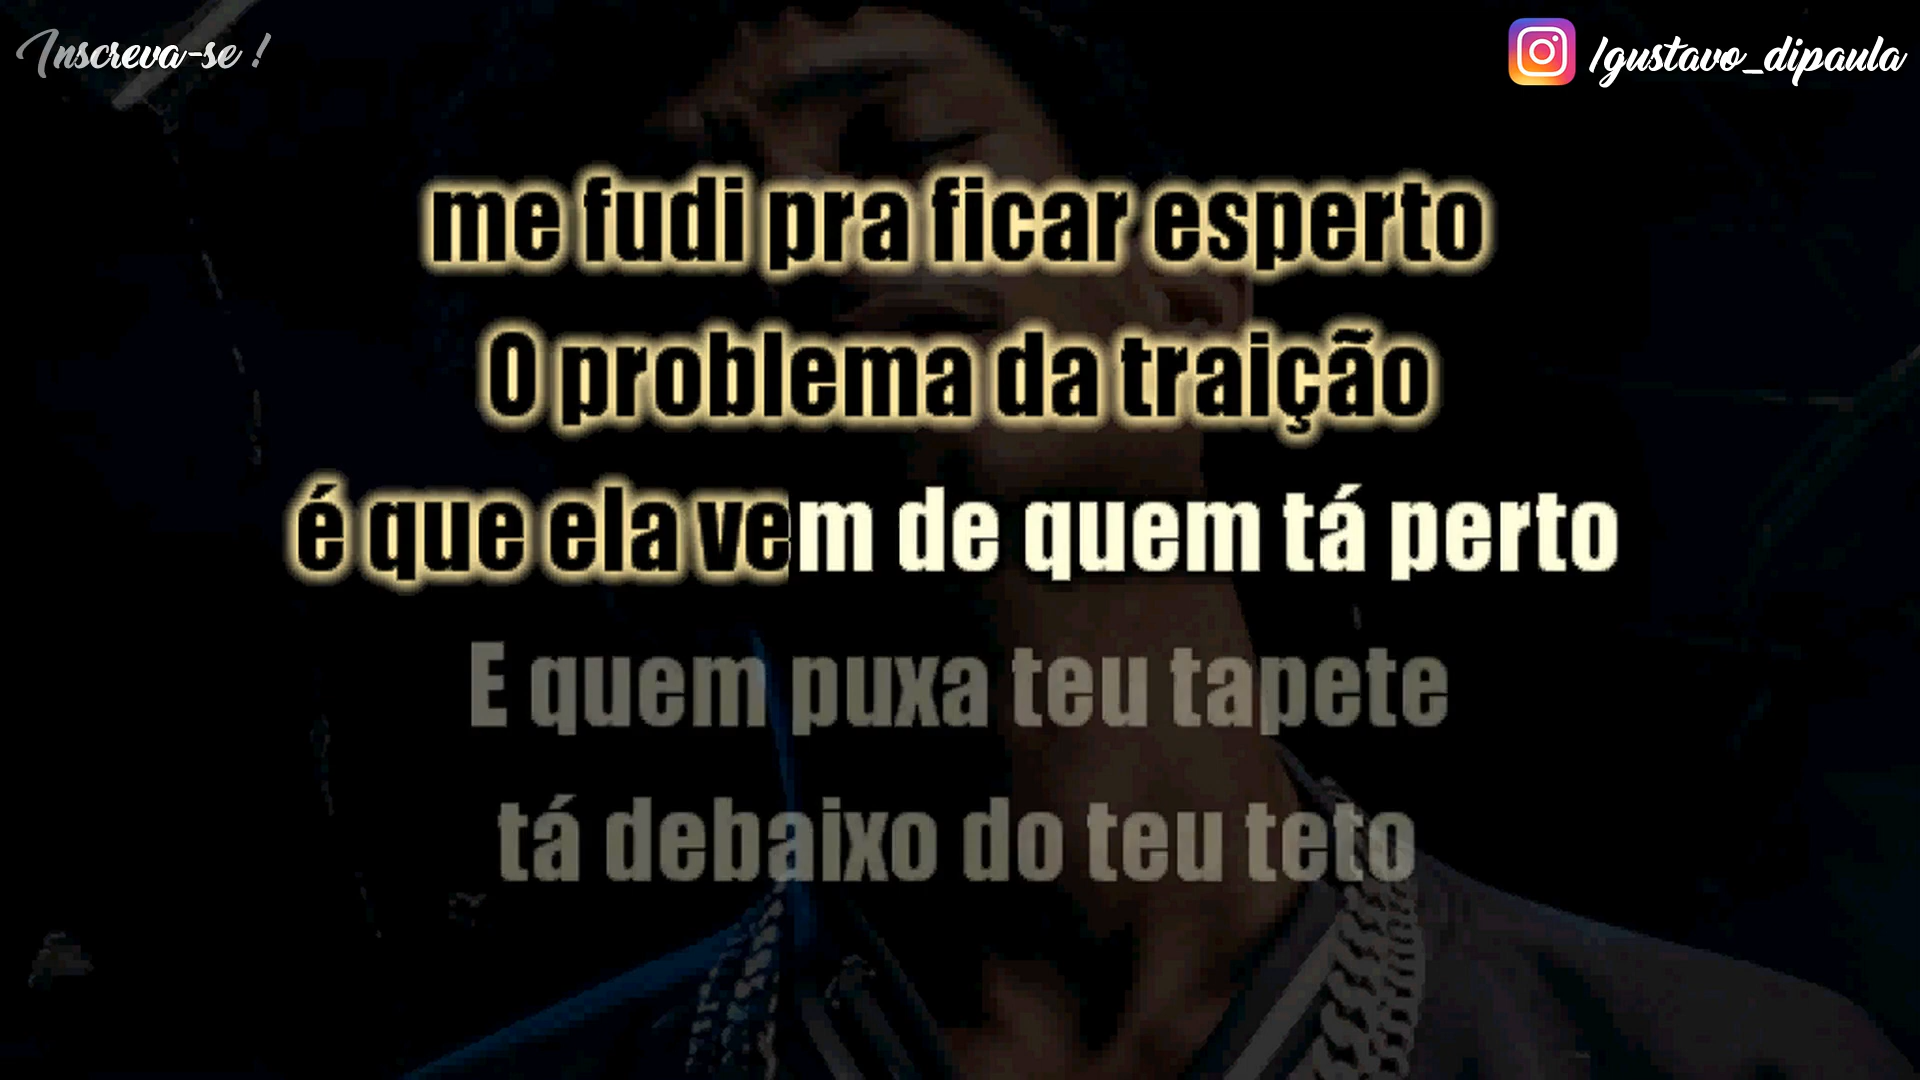 Inscreva-se !
/gustavo_dipaula
me fudi pra ficar esperto
O problema da traição
é que ela vem de quem tá perto
E quem puxa teu tapete
tá debaixo do teu teto